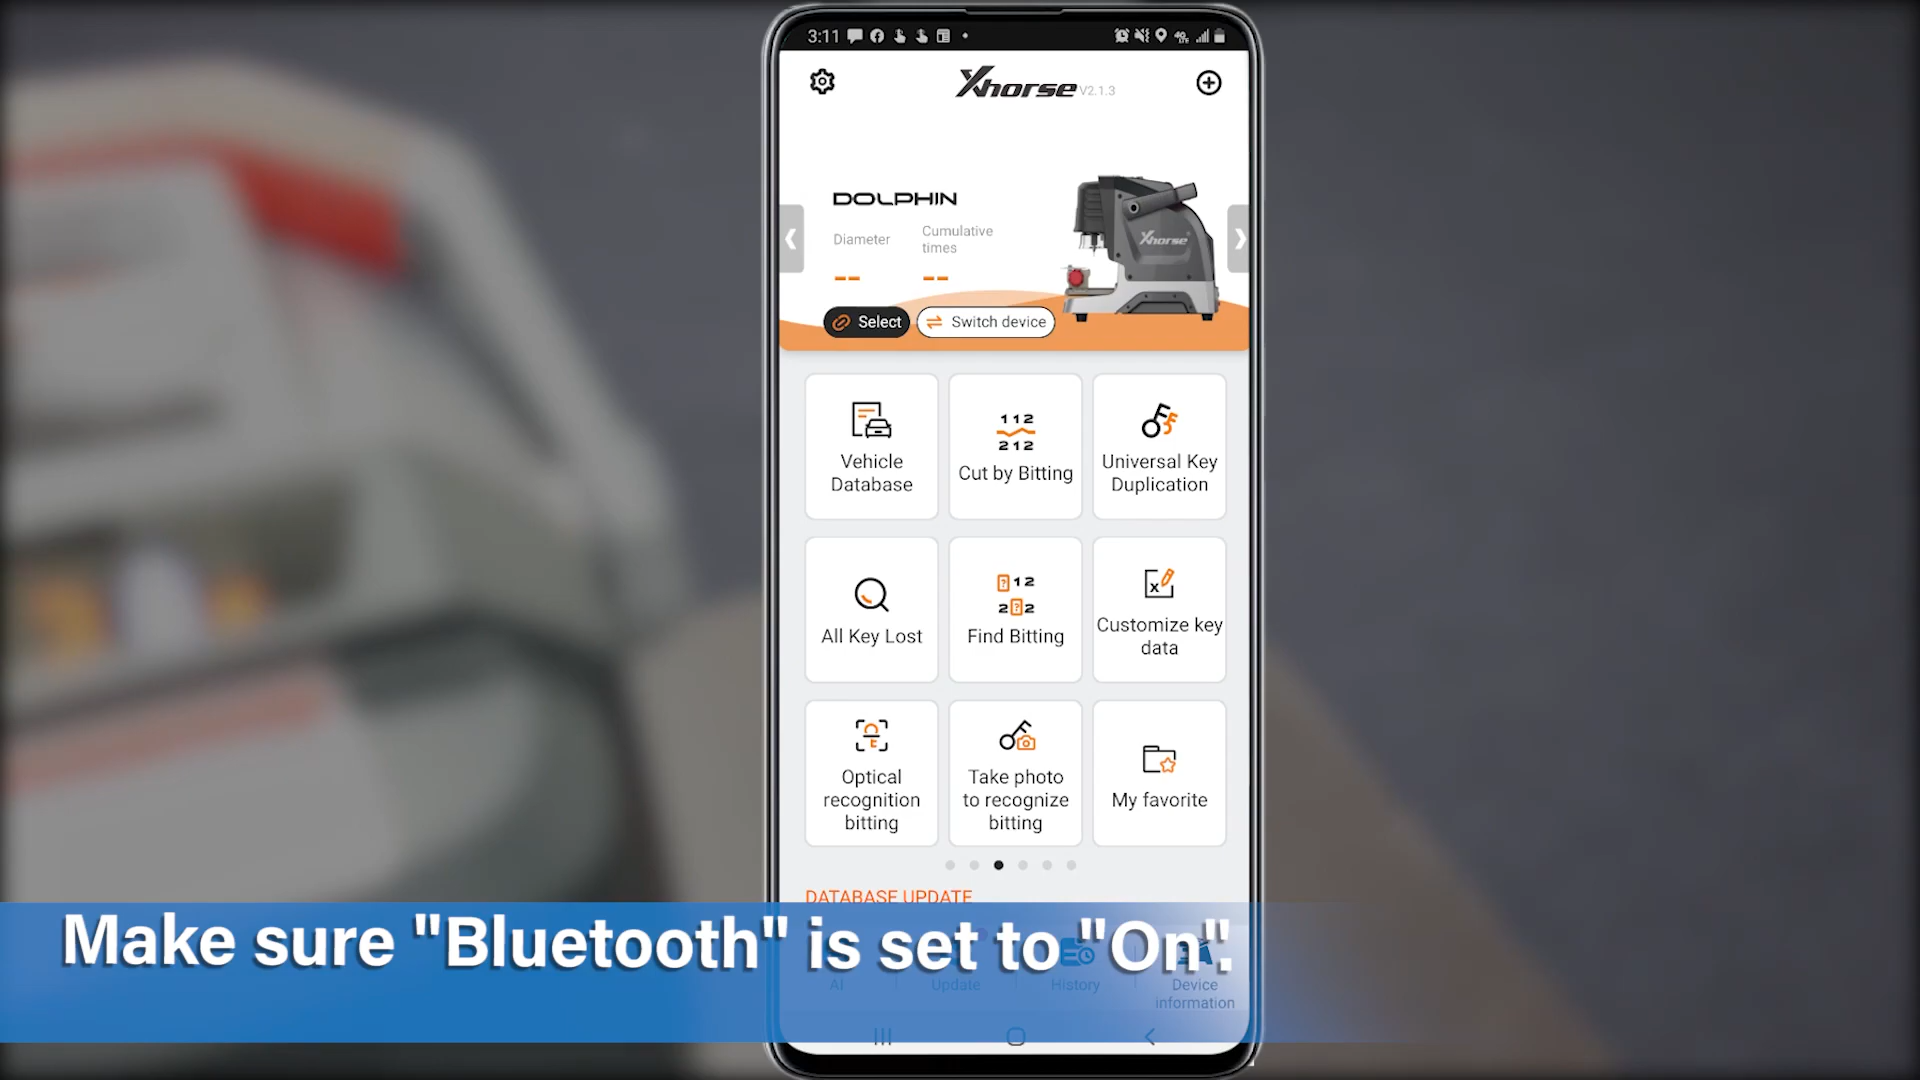 3:11
Xhorse V2.1.3
DOLPHIN
Diameter
Cumulative
times
--
--
Xhorse
Select
Switch device
Vehicle
Database
112
212
Cut by Bitting
Universal Key
Duplication
All Key Lost
?12
2?2
Find Bitting
x
Customize key
data
Optical
recognition
bitting
Take photo
to recognize
bitting
My favorite
DATABASE UPDATE
Make sure "Bluetooth" is set to "On".
AI
Update
History
Device
information